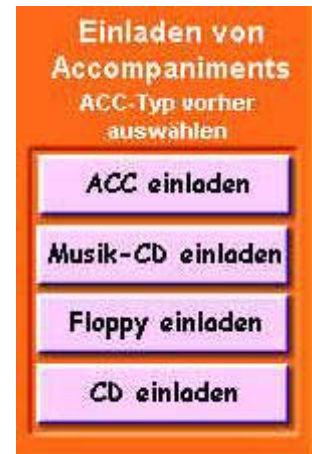 Einladen von
Accompaniments
ACC-Typ vorher
auswählen
ACC einladen
Musik-CD einladen
Floppy einladen
CD einladen